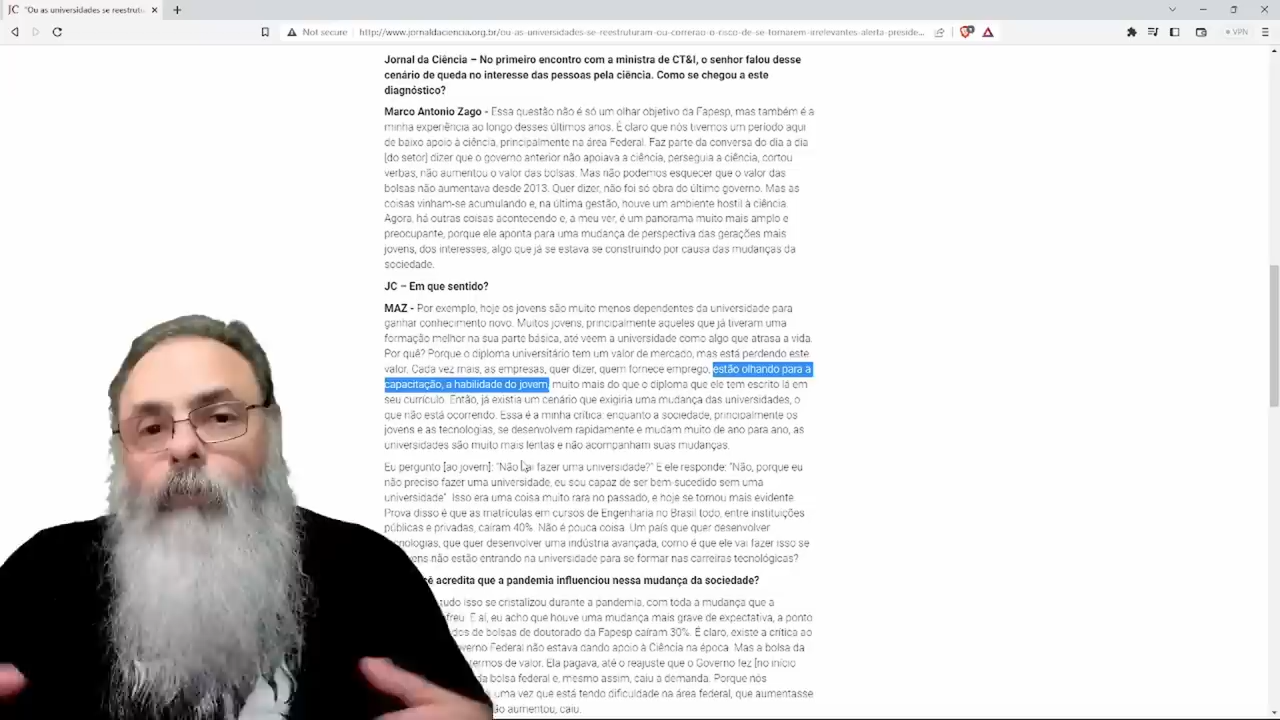 "Ou as universidades se reestrutu
Not secure
http://www.jornaldaciencia.org.br/ou-as-universidades-se-reestruturam-ou-correrao-o-risco-de-se-tornarem-irrelevantes-alerta-preside...
VPN
Jornal da Ciência – No primeiro encontro com a ministra de CT&I, o senhor falou desse
cenário de queda no interesse das pessoas pela ciência. Como se chegou a este
diagnóstico?
Marco Antonio Zago - Essa questão não é só um olhar objetivo da Fapesp, mas também é a
minha experiência ao longo desses últimos anos. É claro que nós tivemos um período aqui
de baixo apoio à ciência, principalmente na área Federal. Faz parte da conversa do dia a dia
[do setor] dizer que o governo anterior não apoiava a ciência, perseguia a ciência, cortou
verbas, não aumentou o valor das bolsas. Mas não podemos esquecer que o valor das
bolsas não aumentava desde 2013. Quer dizer, não foi só obra do último governo. Mas as
coisas vinham-se acumulando e, na última gestão, houve um ambiente hostil à ciência.
Agora, há outras coisas acontecendo e, a meu ver, é um panorama muito mais amplo e
preocupante, porque ele aponta para uma mudança de perspectiva das gerações mais
jovens, dos interesses, algo que já se estava se construindo por causa das mudanças da
sociedade.
JC – Em que sentido?
MAZ - Por exemplo, hoje os jovens são muito menos dependentes da universidade para
ganhar conhecimento novo. Muitos jovens, principalmente aqueles que já tiveram uma
formação melhor na sua parte básica, até veem a universidade como algo que atrasa a vida.
Por quê? Porque o diploma universitário tem um valor de mercado, mas está perdendo este
valor. Cada vez mais, as empresas, quer dizer, quem fornece emprego, estão olhando para a
capacitação, a habilidade do jovem, muito mais do que o diploma que ele tem escrito lá em
seu currículo. Então, já existia um cenário que exigiria uma mudança das universidades, o
que não está ocorrendo. Essa é a minha crítica: enquanto a sociedade, principalmente os
jovens e as tecnologias, se desenvolvem rapidamente e mudam muito de ano para ano, as
universidades são muito mais lentas e não acompanham suas mudanças.
Eu pergunto [ao jovem]: "Não vai fazer uma universidade?" E ele responde: "Não, porque eu
não preciso fazer uma universidade, eu sou capaz de ser bem-sucedido sem uma
universidade". Isso era uma coisa muito rara no passado, e hoje se tornou mais evidente.
Prova disso é que as matrículas em cursos de Engenharia no Brasil todo, entre instituições
públicas e privadas, caíram 40%. Não é pouca coisa. Um país que quer desenvolver
cnologias, que quer desenvolver uma indústria avançada, como é que ele vai fazer isso se
ens não estão entrando na universidade para se formar nas carreiras tecnológicas?
cê acredita que a pandemia influenciou nessa mudança da sociedade?
tudo isso se cristalizou durante a pandemia, com toda a mudança que a
freu. E aí, eu acho que houve uma mudança mais grave de expectativa, a ponto
dos de bolsas de doutorado da Fapesp caíram 30%. É claro, existe a crítica ao
verno Federal não estava dando apoio à Ciência na época. Mas a bolsa da
termos de valor. Ela pagava, até o reajuste que o Governo fez [no início
da bolsa federal e, mesmo assim, caiu a demanda. Porque nós
uma vez que está tendo dificuldade na área federal, que aumentasse
ão aumentou, caiu.